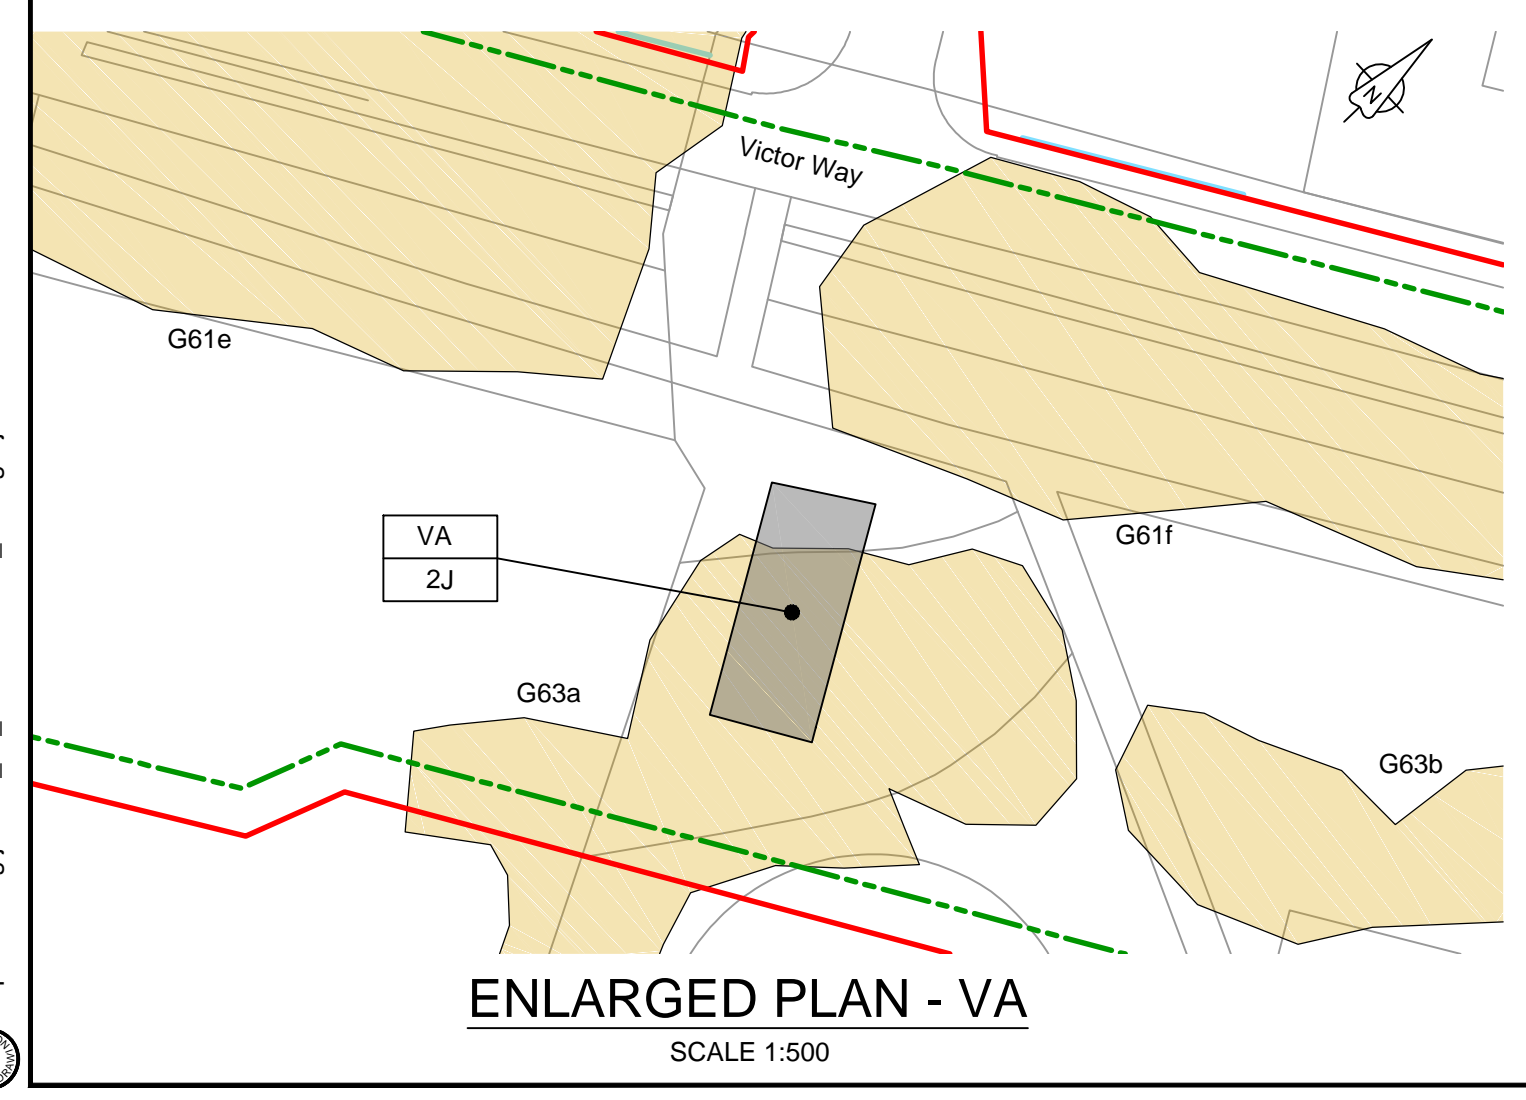 N
Victor Way
G61e
VA
2J
G61f
G63a
G63b
ENLARGED PLAN - VA
SCALE 1:500